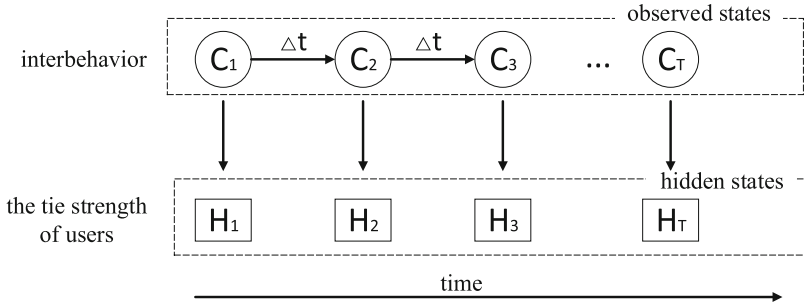 observed states
interbehavior C1 △t C2 △t C3 ... CT
hidden states
the tie strength
of users
H1 H2 H3 HT
time